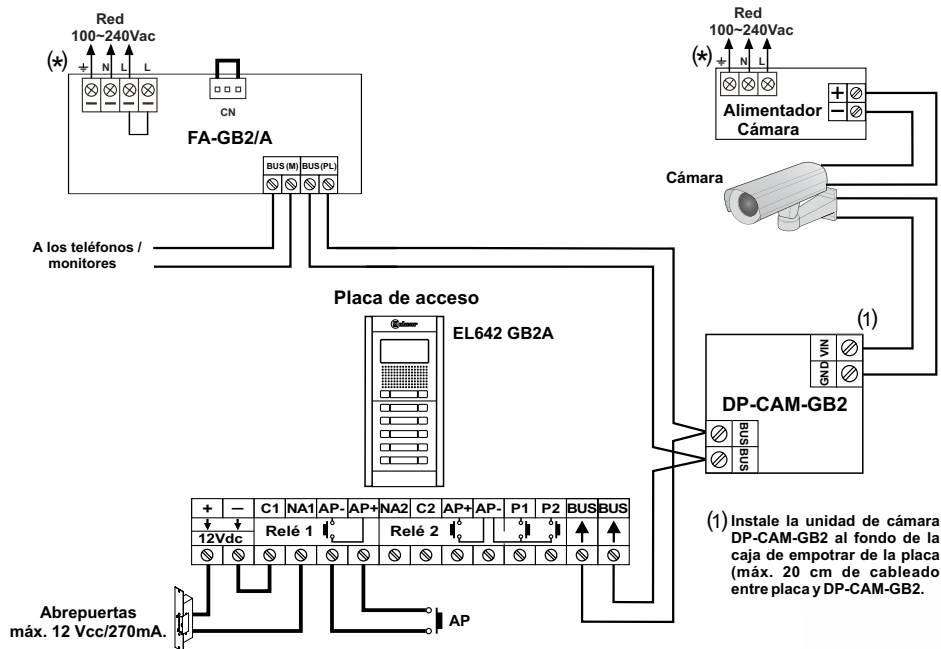 Red
100~240Vac
(*)
N L L
CN
FA-GB2/A
BUS (M) BUS (PL)
A los teléfonos /
monitores
Red
100~240Vac
(*)
N L
+
−
Alimentador
Cámara
Cámara
Placa de acceso
EL642 GB2A
(1)
VIN
GND
DP-CAM-GB2
BUS
BUS
+ − C1 NA1 AP- AP+ NA2 C2 AP+ AP- P1 P2 BUS BUS
12Vdc
Relé 1
Relé 2
Abrepuertas
máx. 12 Vcc/270mA.
AP
(1) Instale la unidad de cámara
DP-CAM-GB2 al fondo de la
caja de empotrar de la placa
(máx. 20 cm de cableado
entre placa y DP-CAM-GB2.